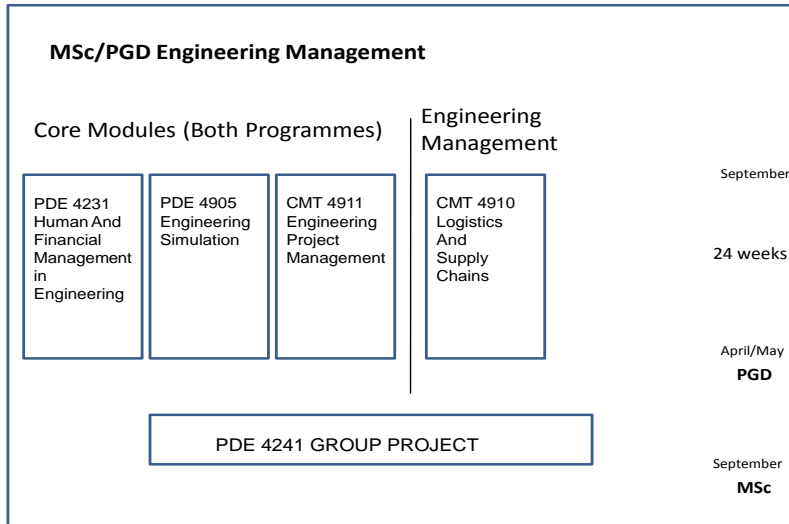 MSc/PGD Engineering Management
Core Modules (Both Programmes)
Engineering
Management
PDE 4231
Human And
Financial
Management
in
Engineering
PDE 4905
Engineering
Simulation
CMT 4911
Engineering
Project
Management
CMT 4910
Logistics
And
Supply
Chains
September
24 weeks
April/May
PGD
PDE 4241 GROUP PROJECT
September
MSc